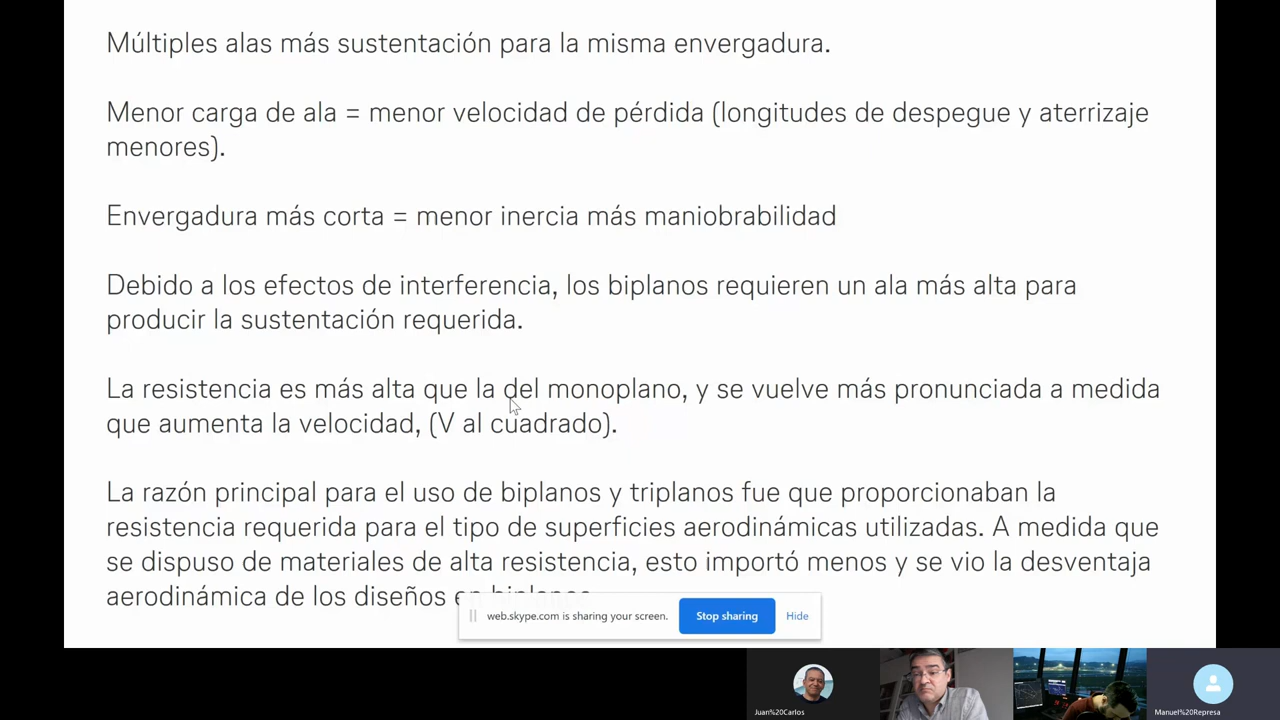 Múltiples alas más sustentación para la misma envergadura.
Menor carga de ala = menor velocidad de pérdida (longitudes de despegue y aterrizaje
menores).
Envergadura más corta = menor inercia más maniobrabilidad
Debido a los efectos de interferencia, los biplanos requieren un ala más alta para
producir la sustentación requerida.
La resistencia es más alta que la del monoplano, y se vuelve más pronunciada a medida
que aumenta la velocidad, (V al cuadrado).
La razón principal para el uso de biplanos y triplanos fue que proporcionaban la
resistencia requerida para el tipo de superficies aerodinámicas utilizadas. A medida que
se dispuso de materiales de alta resistencia, esto importó menos y se vio la desventaja
aerodinámica de los diseños en biplanos.
web.skype.com is sharing your screen.
Stop sharing
Hide
Juan%20Carlos
Manuel%20Represa